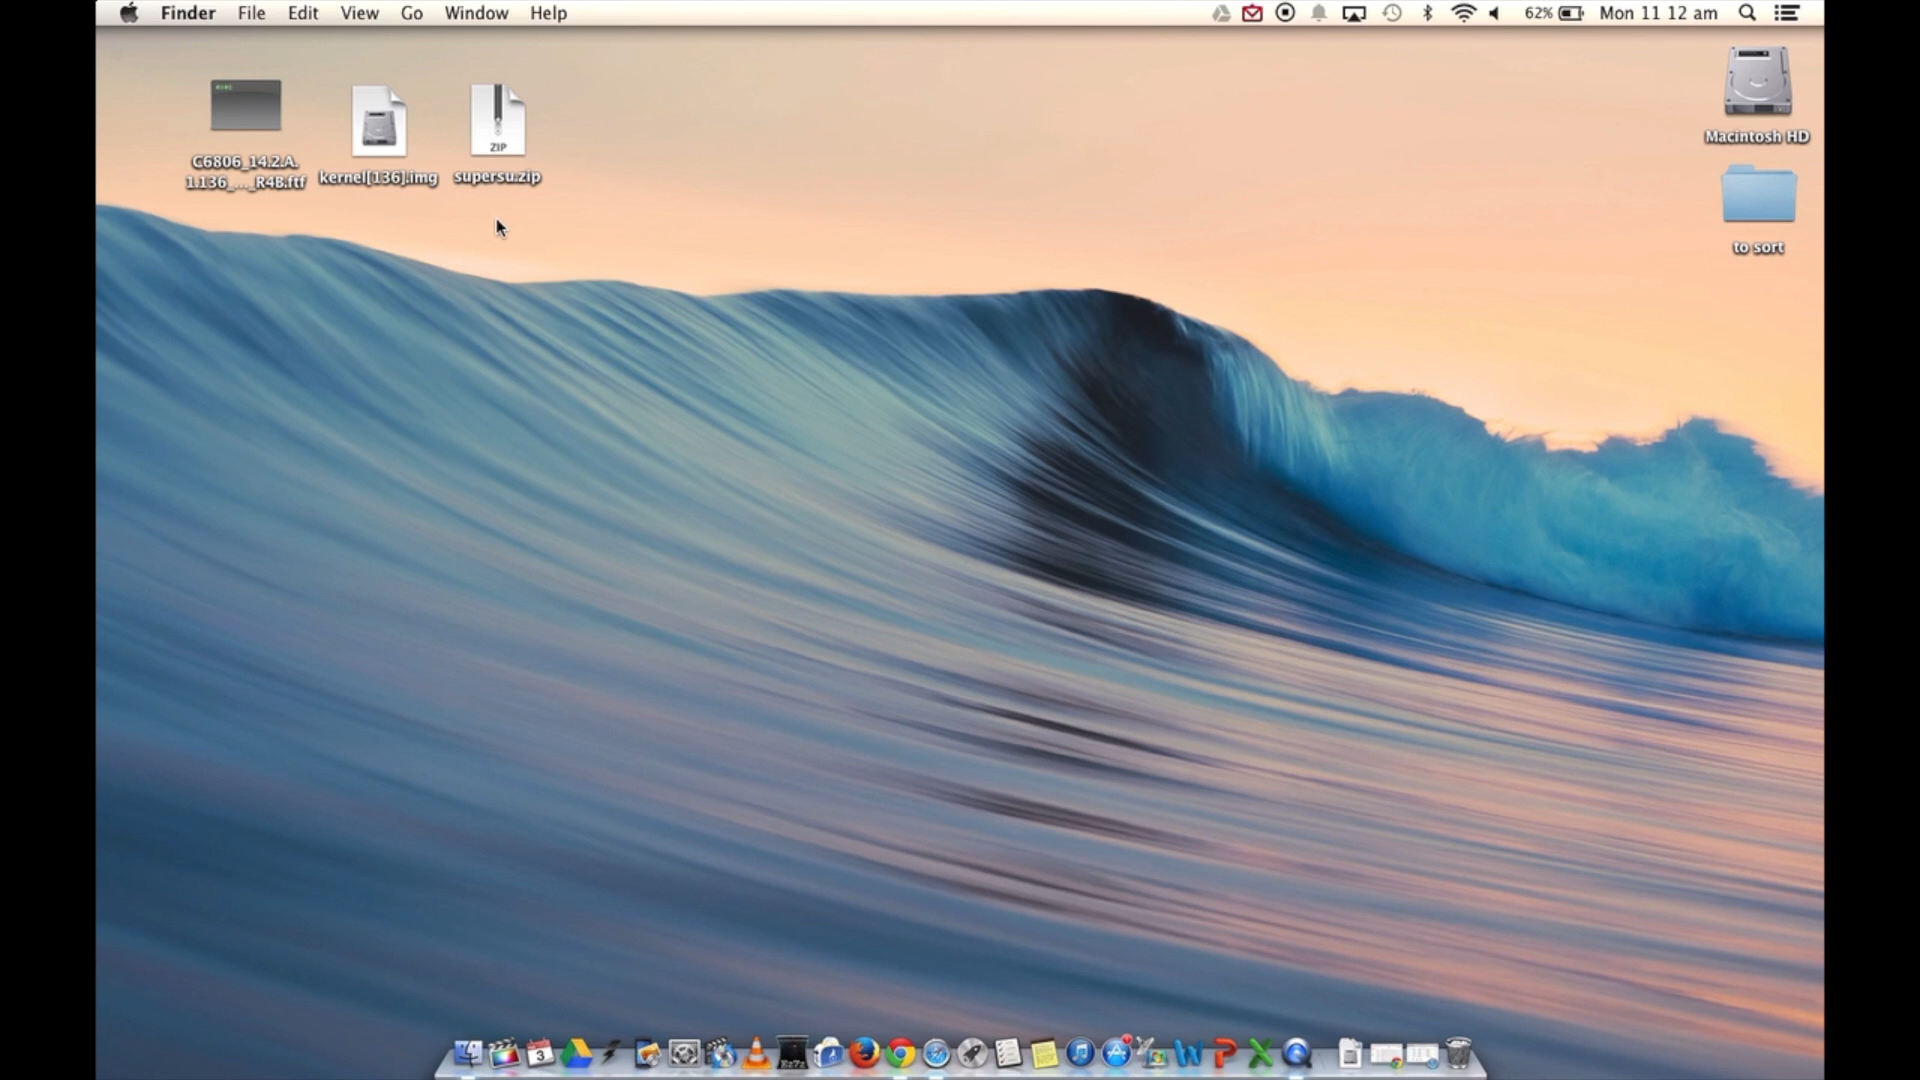 Finder File Edit View Go Window Help 62% Mon 11 12 am
C6806_14.2.A.
1.136_..._R4B.ftf
kernel[136].img
ZIP
supersu.zip
Macintosh HD
to sort
3